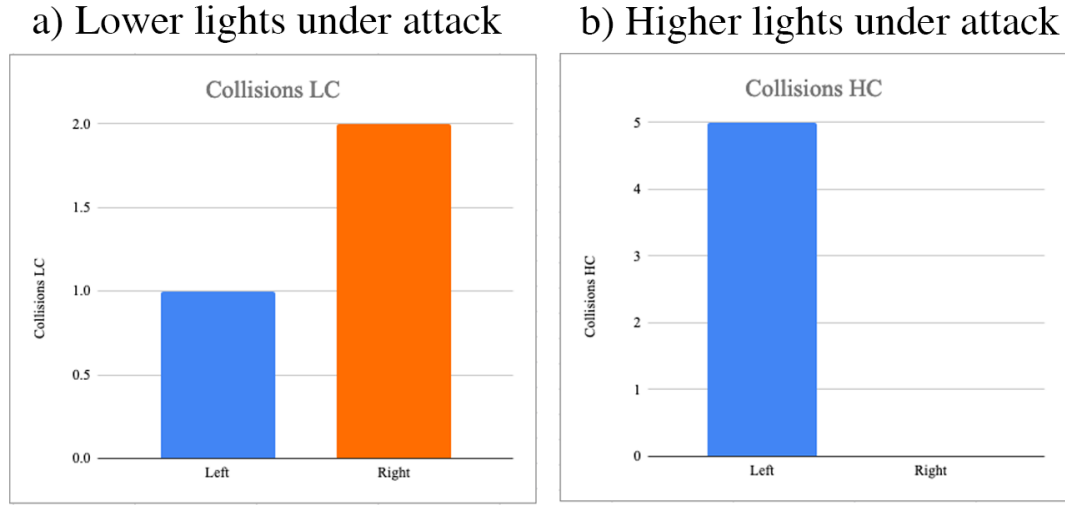 a) Lower lights under attack
b) Higher lights under attack
Collisions LC
2.0
1.5
1.0
0.5
0.0
Collisions LC
Left
Right
Collisions HC
5
4
3
2
1
0
Collisions HC
Left
Right